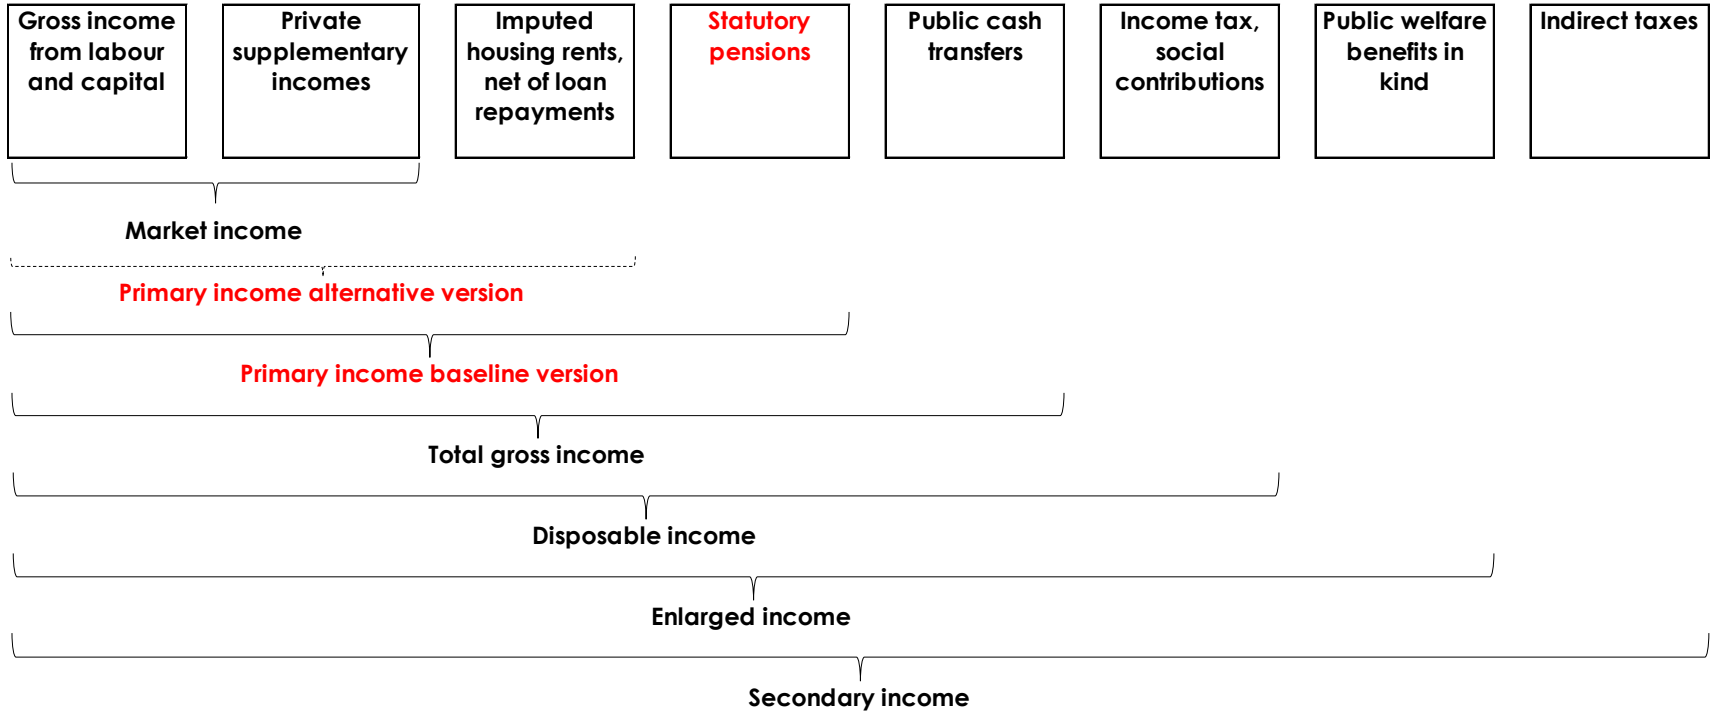 Gross income
from labour
and capital
Private
supplementary
incomes
Imputed
housing rents,
net of loan
repayments
Statutory
pensions
Public cash
transfers
Income tax,
social
contributions
Public welfare
benefits in
kind
Indirect taxes
Market income
Primary income alternative version
Primary income baseline version
Total gross income
Disposable income
Enlarged income
Secondary income